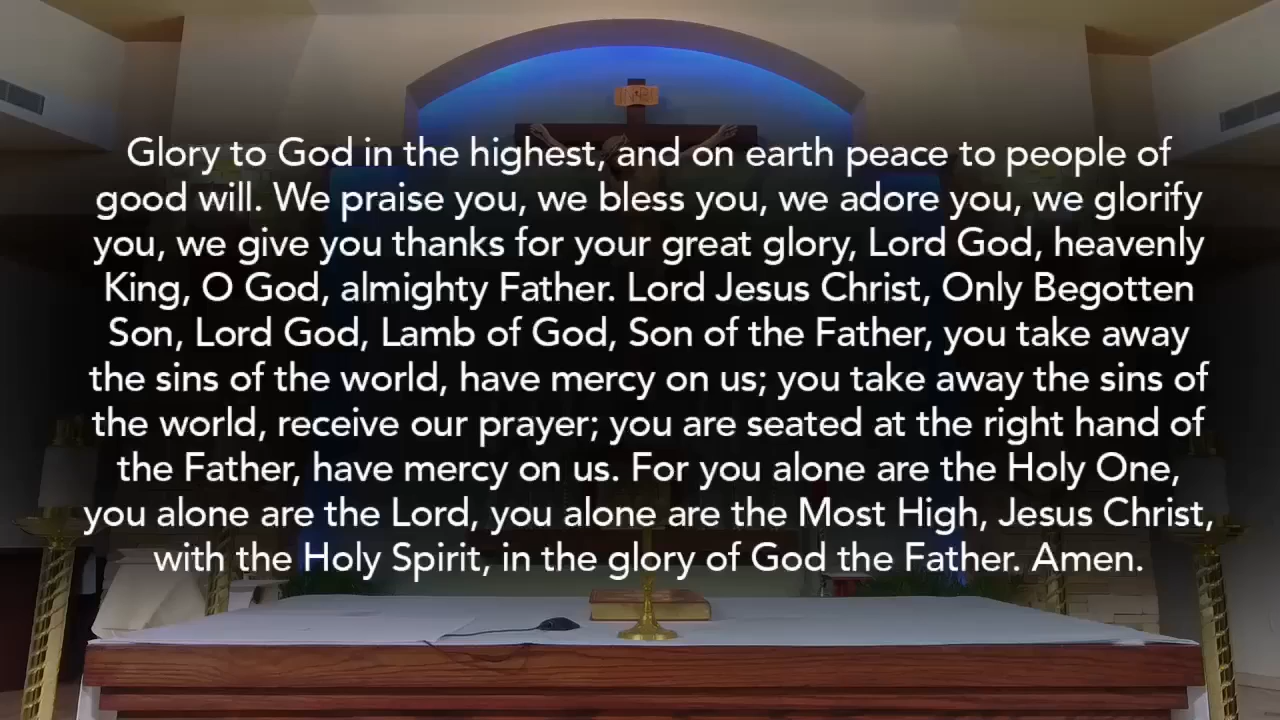 Glory to God in the highest, and on earth peace to people of
good will. We praise you, we bless you, we adore you, we glorify
you, we give you thanks for your great glory, Lord God, heavenly
King, O God, almighty Father. Lord Jesus Christ, Only Begotten
Son, Lord God, Lamb of God, Son of the Father, you take away
the sins of the world, have mercy on us; you take away the sins of
the world, receive our prayer; you are seated at the right hand of
the Father, have mercy on us. For you alone are the Holy One,
you alone are the Lord, you alone are the Most High, Jesus Christ,
with the Holy Spirit, in the glory of God the Father. Amen.